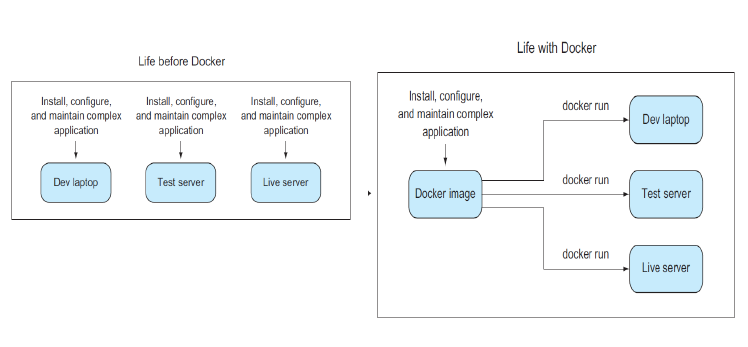 Life before Docker
Install, configure,
and maintain complex
application
Install, configure,
and maintain complex
application
Install, configure,
and maintain complex
application
Dev laptop
Test server
Live server
Life with Docker
Install, configure,
and maintain complex
application
Docker image
docker run
Dev laptop
docker run
Test server
docker run
Live server